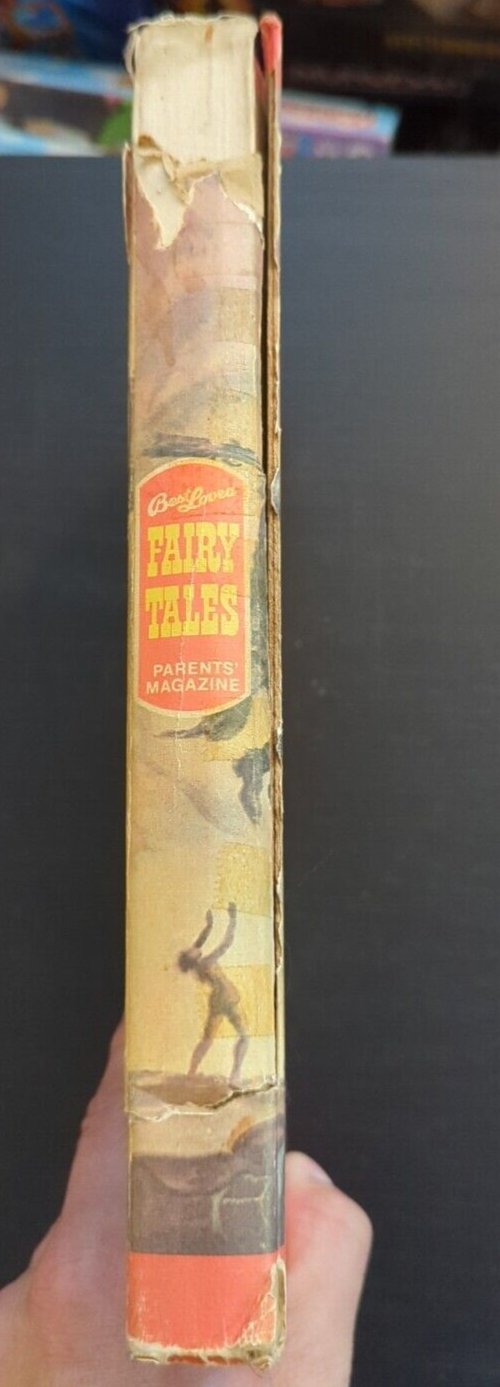 Best Loved
FAIRY
TALES
PARENTS'
MAGAZINE